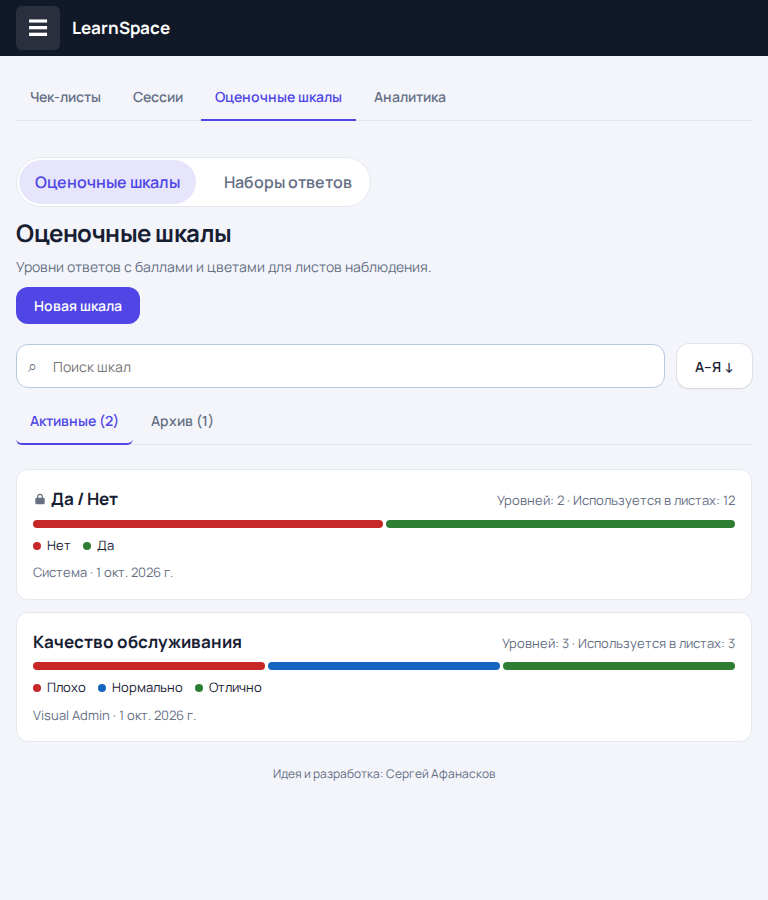 LearnSpace
Чек-листы Сессии Оценочные шкалы Аналитика
Оценочные шкалы Наборы ответов
Оценочные шкалы
Уровни ответов с баллами и цветами для листов наблюдения.
Новая шкала
Поиск шкал А–Я ↓
Активные (2) Архив (1)
Да / Нет Уровней: 2 · Используется в листах: 12
Нет Да
Система · 1 окт. 2026 г.
Качество обслуживания Уровней: 3 · Используется в листах: 3
Плохо Нормально Отлично
Visual Admin · 1 окт. 2026 г.
Идея и разработка: Сергей Афанасков